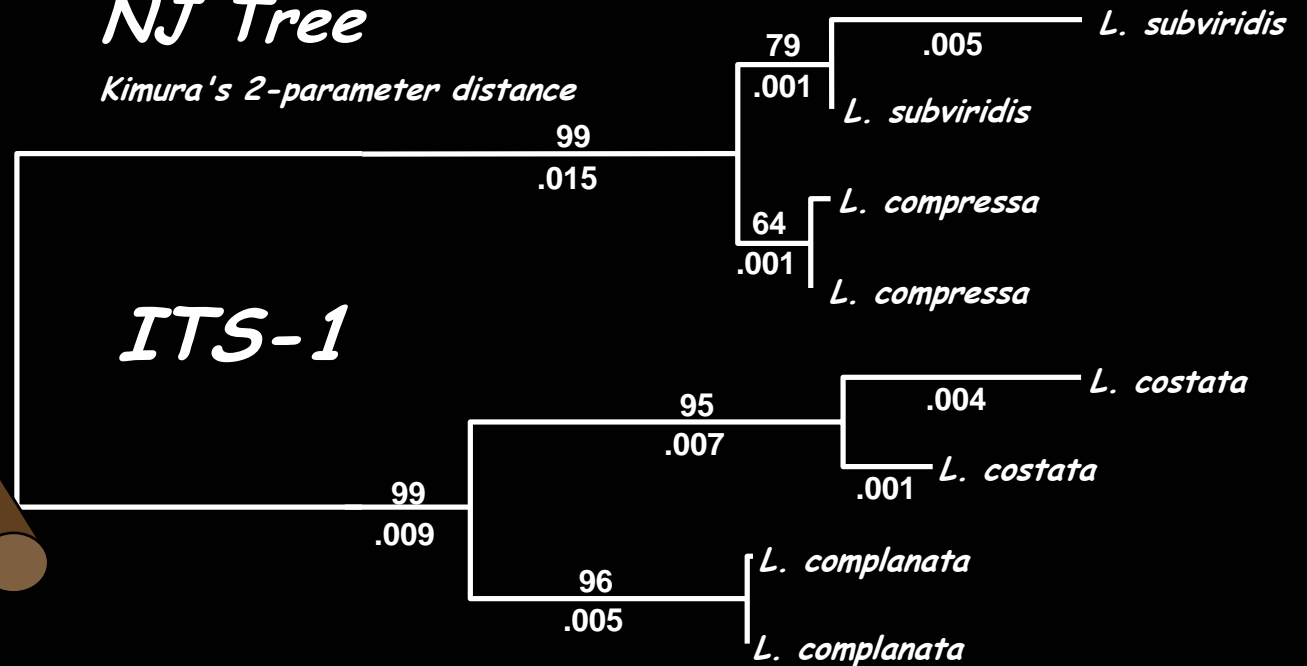 NJ Tree
Kimura's 2-parameter distance
L. subviridis
.005
79
.001
L. subviridis
99
.015
L. compressa
64
.001
L. compressa
ITS-1
L. costata
.004
95
.007
L. costata
.001
99
.009
L. complanata
96
.005
L. complanata